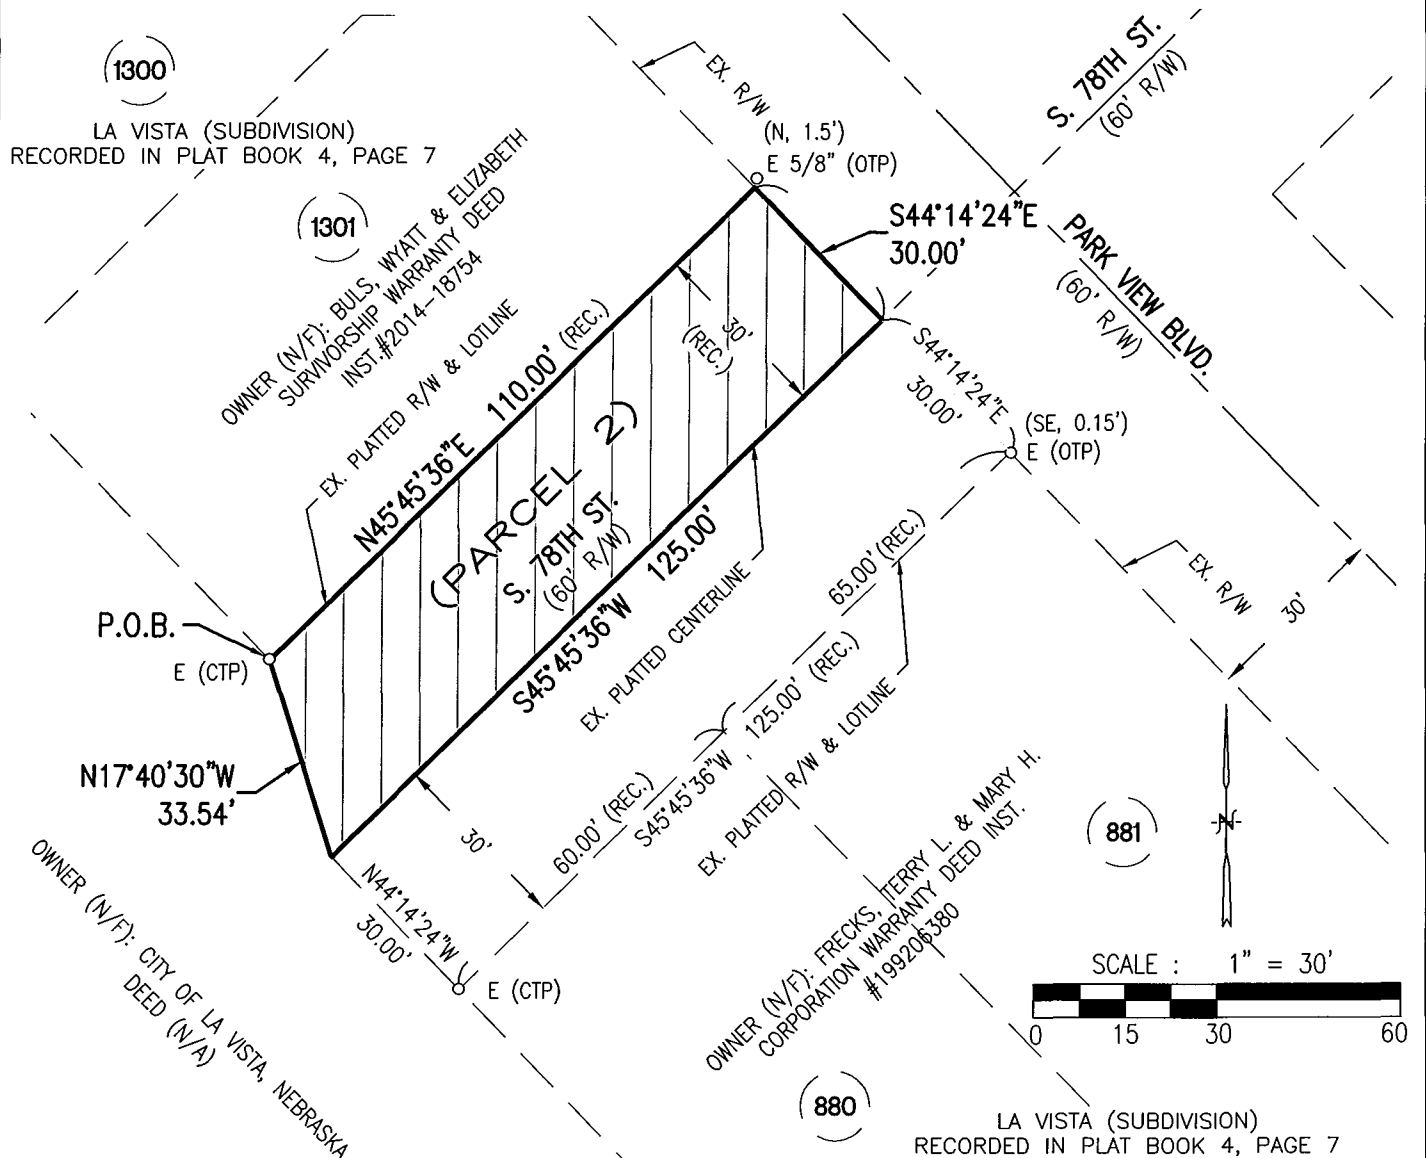 1300
LA VISTA (SUBDIVISION)
RECORDED IN PLAT BOOK 4, PAGE 7
1301
OWNER (N/F): BULS, WYATT & ELIZABETH
SURVIVORSHIP WARRANTY DEED
INST.#2014-18754
EX. PLATTED R/W & LOTLINE
EX. R/W
(N, 1.5')
E 5/8" (OTP)
S. 78TH ST.
(60' R/W)
S44°14'24"E
30.00'
PARK VIEW BLVD.
(60' R/W)
N45°45'36"E 110.00' (REC.)
30'
(REC.)
(PARCEL 2)
S. 78TH ST.
(60' R/W)
S45°45'36"W 125.00'
EX. PLATTED CENTERLINE
S44°14'24"E
30.00'
(SE, 0.15')
E (OTP)
EX. R/W
30'
P.O.B.
E (CTP)
N17°40'30"W
33.54'
65.00' (REC.)
60.00' (REC.)
S45°45'36"W, 125.00' (REC.)
EX. PLATTED R/W & LOTLINE
30'
N44°14'24"W
30.00'
E (CTP)
OWNER (N/F): CITY OF LA VISTA, NEBRASKA
DEED (N/A)
OWNER (N/F): FRECKS, TERRY L. & MARY H.
CORPORATION WARRANTY DEED INST.
#199206380
881
N
SCALE : 1" = 30'
0 15 30 60
880
LA VISTA (SUBDIVISION)
RECORDED IN PLAT BOOK 4, PAGE 7